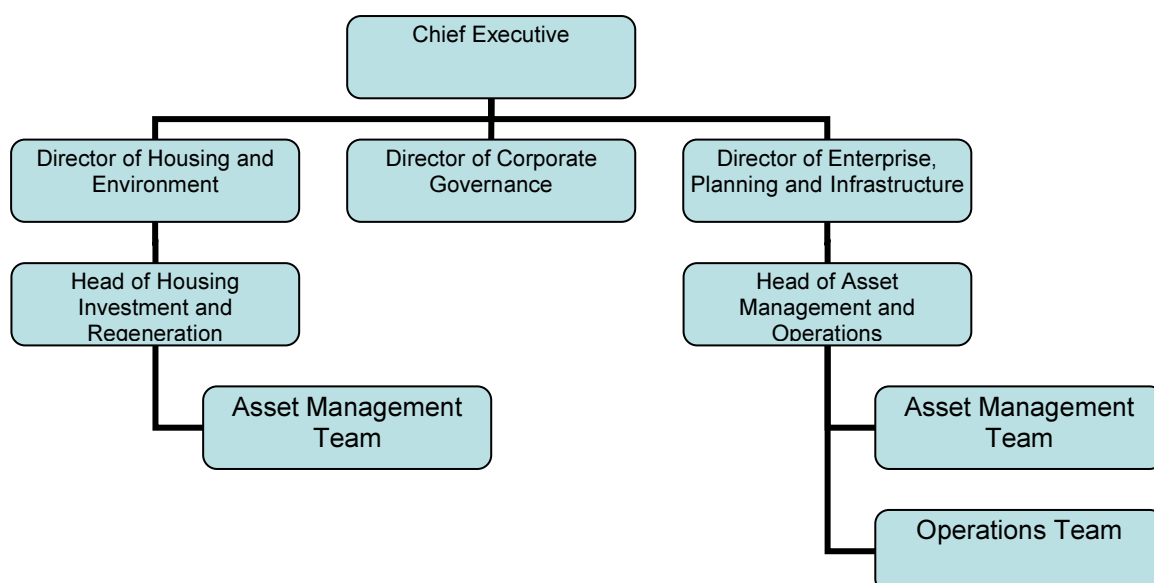 Chief Executive
Director of Housing and
Environment
Director of Corporate
Governance
Director of Enterprise,
Planning and Infrastructure
Head of Housing
Investment and
Regeneration
Head of Asset
Management and
Operations
Asset Management
Team
Asset Management
Team
Operations Team